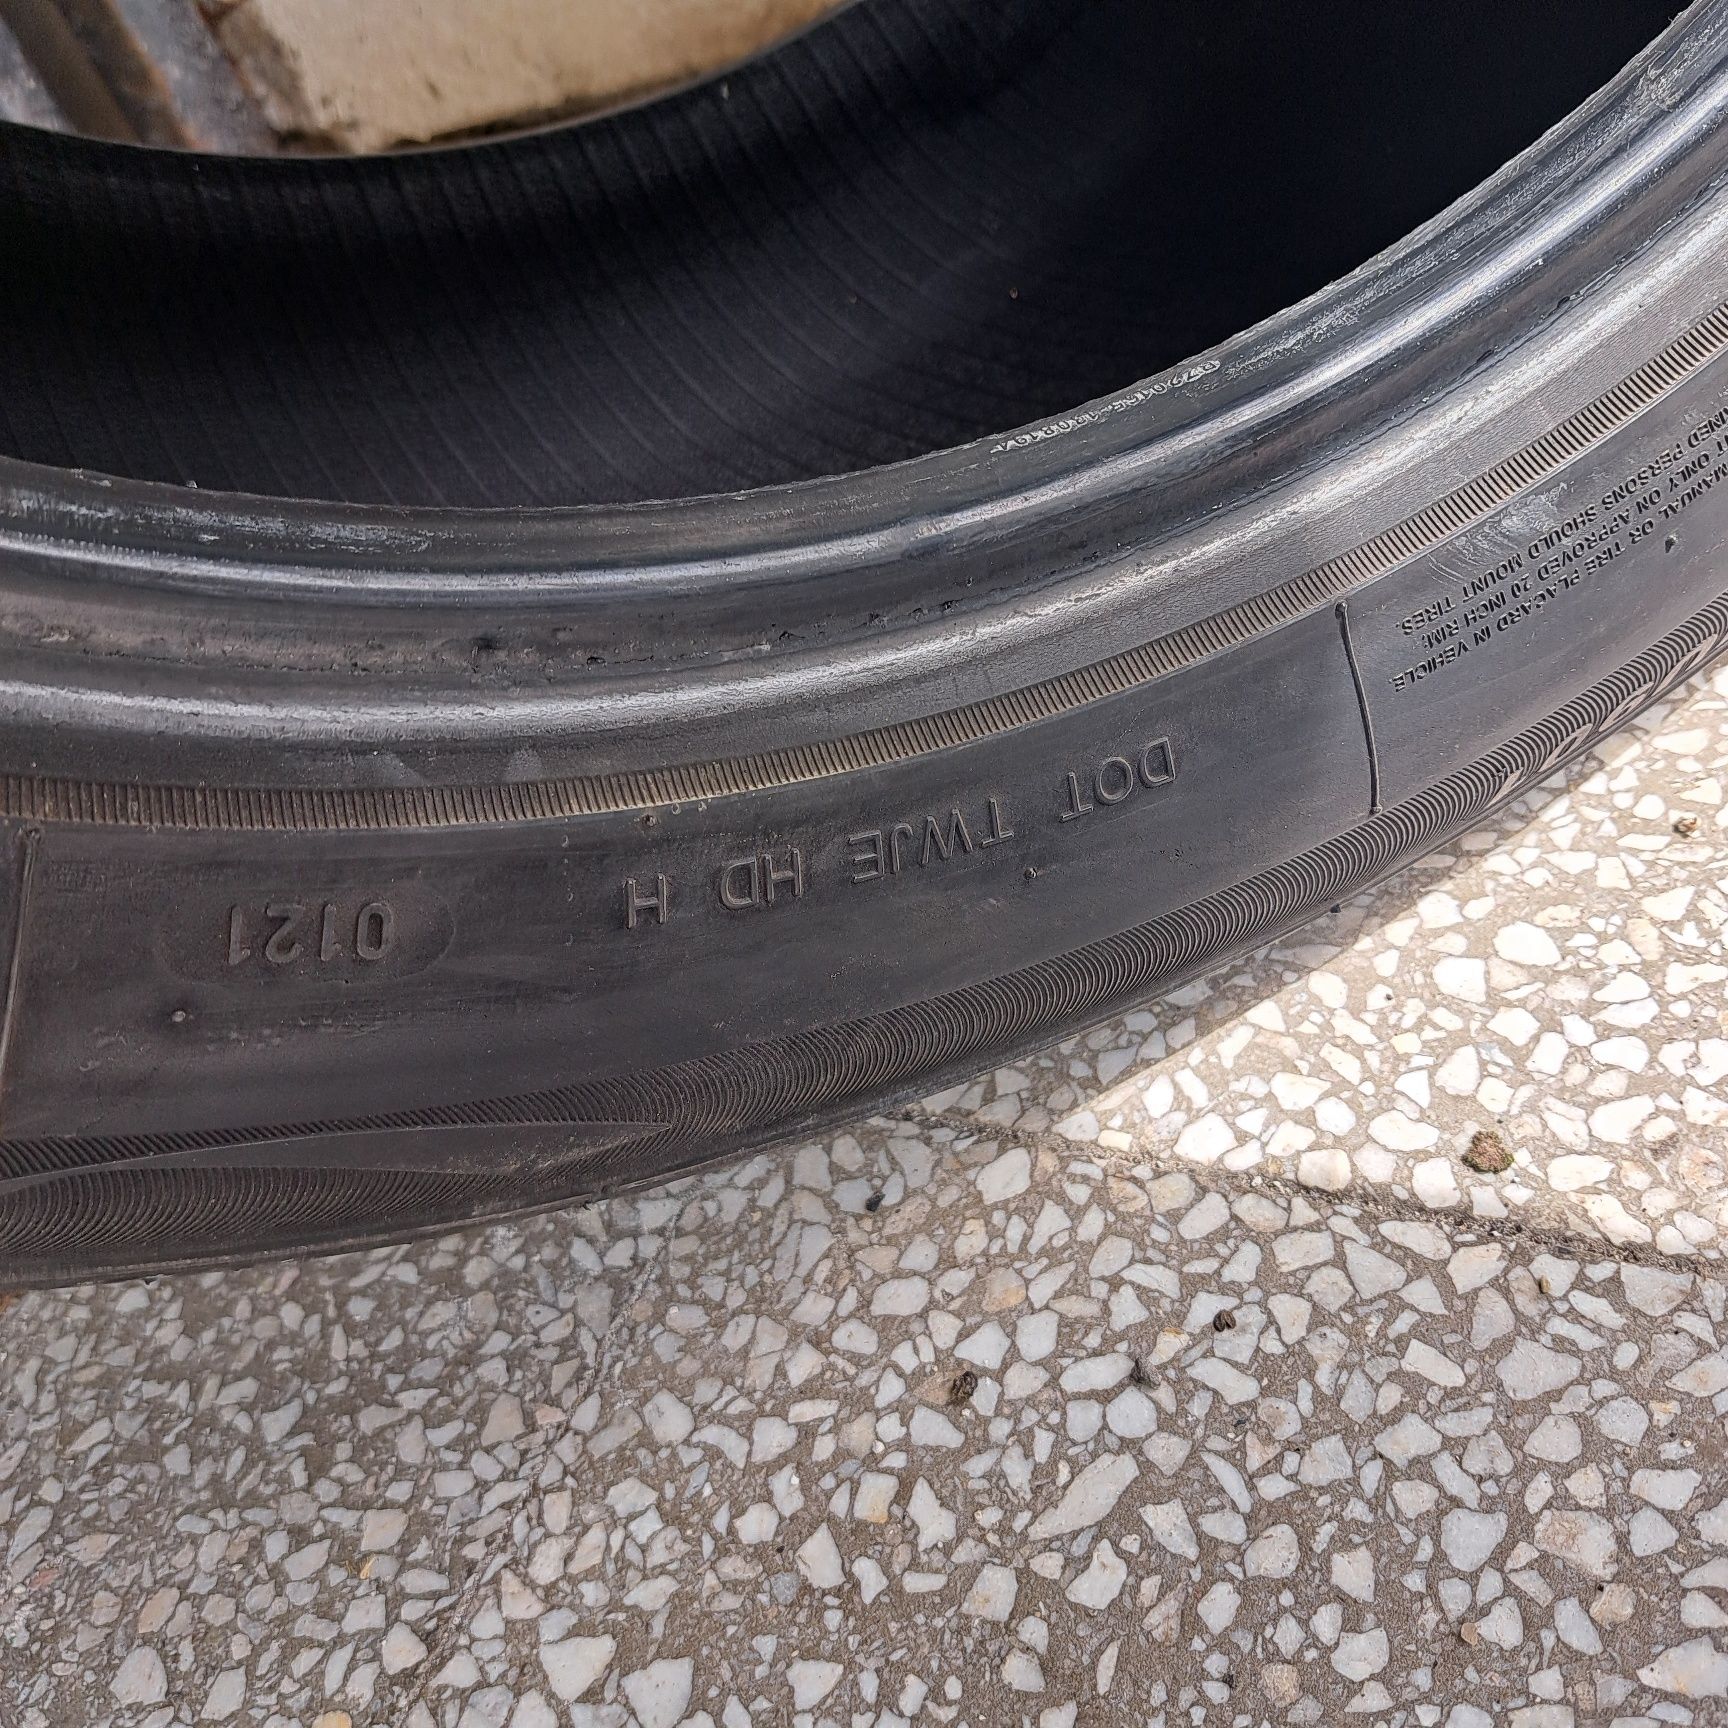 DOT TWJE HD H 0121
MANUAL OR TIRE PLACARD IN VEHICLE.
T ONLY ON APPROVED 20 INCH RIM;
INED PERSONS SHOULD MOUNT TIRES.